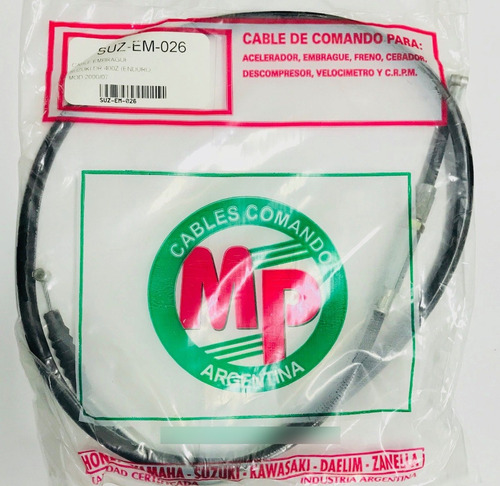 SUZ-EM-026
SUZ-EM-026
CABLE DE COMANDO PARA:
ACELERADOR, EMBRAGUE, FRENO, CEBADOR,
DESCOMPRESOR, VELOCIMETRO Y C.R.P.M.
CABLES COMANDO
MP
ARGENTINA
YAMAHA - SUZUKI - KAWASAKI - DAELIM - ZANELLA
CERTIFICADA
INDUSTRIA ARGENTINA